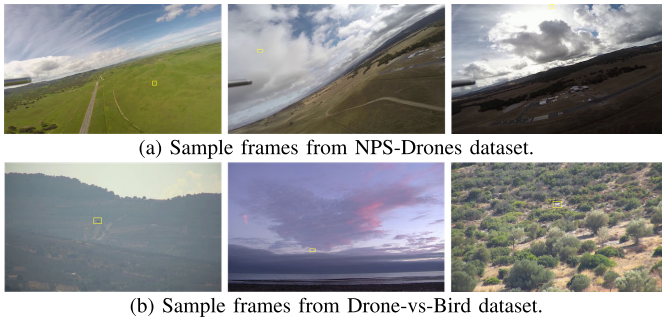 (a) Sample frames from NPS-Drones dataset.
(b) Sample frames from Drone-vs-Bird dataset.